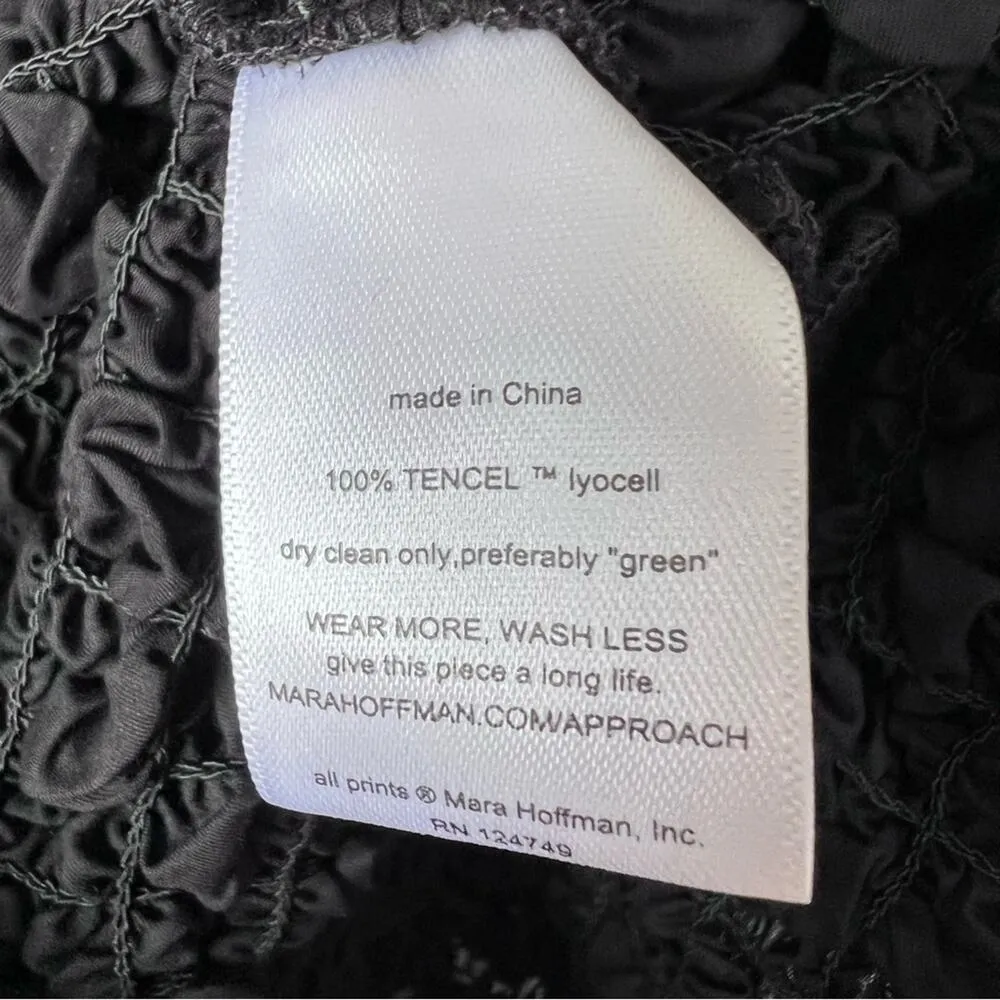 made in China
100% TENCEL ™ lyocell
dry clean only,preferably "green"
WEAR MORE, WASH LESS
give this piece a long life.
MARAHOFFMAN.COM/APPROACH
all prints ® Mara Hoffman, Inc.
RN 124749